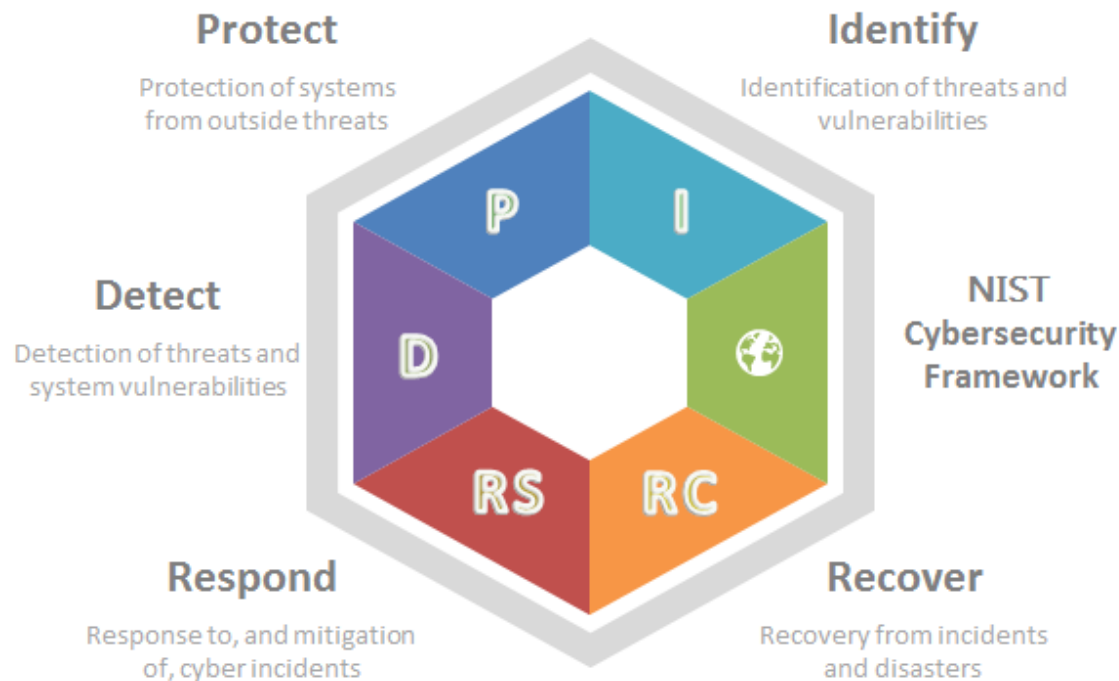 Protect
Protection of systems
from outside threats
Identify
Identification of threats and
vulnerabilities
P
I
Detect
Detection of threats and
system vulnerabilities
D
NIST
Cybersecurity
Framework
RS
RC
Respond
Response to, and mitigation
of, cyber incidents
Recover
Recovery from incidents
and disasters